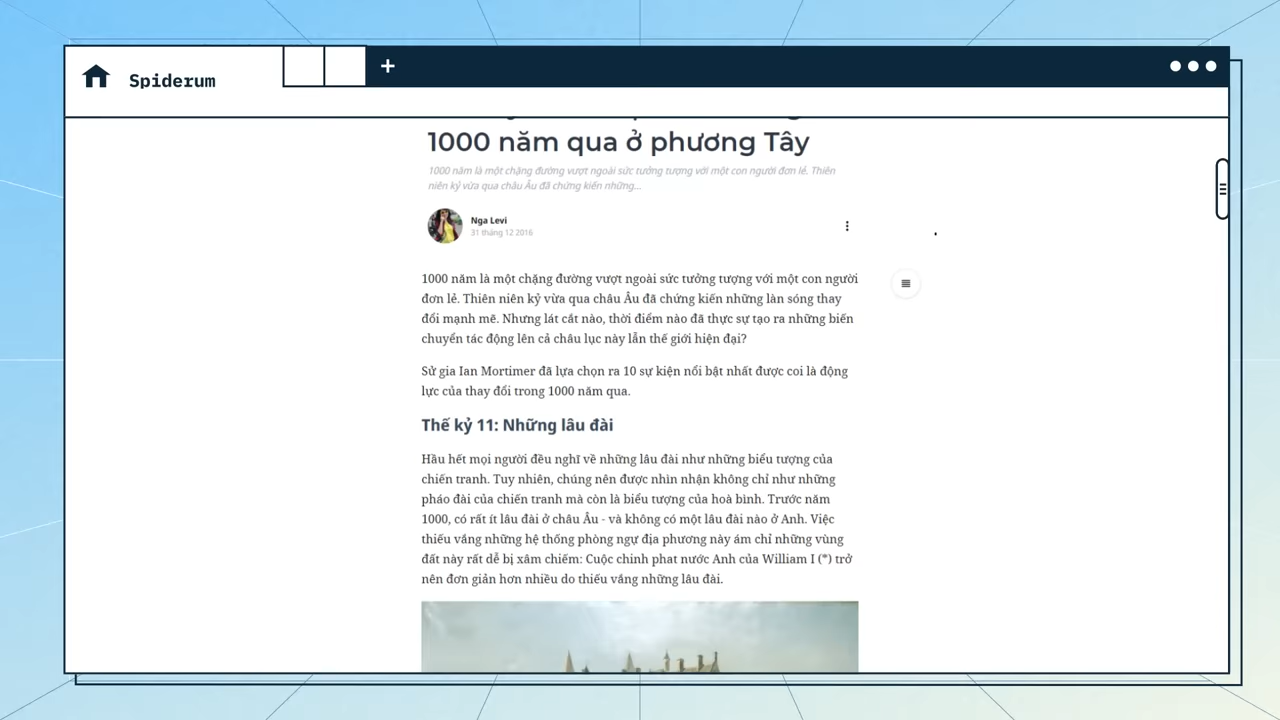 Spiderum
1000 năm qua ở phương Tây
1000 năm là một chặng đường vượt ngoài sức tưởng tượng với một con người đơn lẻ. Thiên
niên kỷ vừa qua châu Âu đã chứng kiến những...
Nga Levi
31 tháng 12 2016
1000 năm là một chặng đường vượt ngoài sức tưởng tượng với một con người
đơn lẻ. Thiên niên kỷ vừa qua châu Âu đã chứng kiến những làn sóng thay
đổi mạnh mẽ. Nhưng lát cắt nào, thời điểm nào đã thực sự tạo ra những biến
chuyển tác động lên cả châu lục này lẫn thế giới hiện đại?
Sử gia Ian Mortimer đã lựa chọn ra 10 sự kiện nổi bật nhất được coi là động
lực của thay đổi trong 1000 năm qua.
Thế kỷ 11: Những lâu đài
Hầu hết mọi người đều nghĩ về những lâu đài như những biểu tượng của
chiến tranh. Tuy nhiên, chúng nên được nhìn nhận không chỉ như những
pháo đài của chiến tranh mà còn là biểu tượng của hoà bình. Trước năm
1000, có rất ít lâu đài ở châu Âu - và không có một lâu đài nào ở Anh. Việc
thiếu vắng những hệ thống phòng ngự địa phương này ám chỉ những vùng
đất này rất dễ bị xâm chiếm: Cuộc chinh phat nước Anh của William I (*) trở
nên đơn giản hơn nhiều do thiếu vắng những lâu đài.